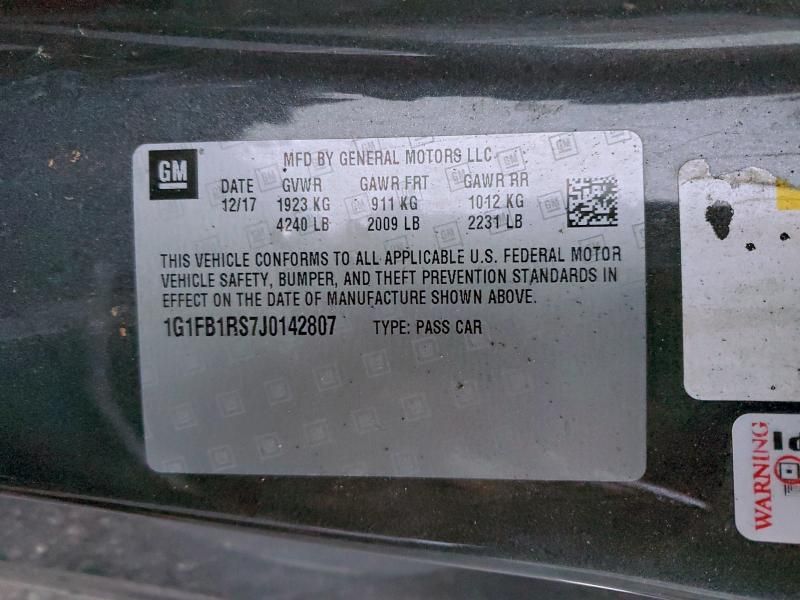 GM
MFD BY GENERAL MOTORS LLC
DATE GVWR GAWR FRT GAWR RR
12/17 1923 KG 911 KG 1012 KG
4240 LB 2009 LB 2231 LB
THIS VEHICLE CONFORMS TO ALL APPLICABLE U.S. FEDERAL MOTOR
VEHICLE SAFETY, BUMPER, AND THEFT PREVENTION STANDARDS IN
EFFECT ON THE DATE OF MANUFACTURE SHOWN ABOVE.
1G1FB1RS7J0142807 TYPE: PASS CAR
WARNING